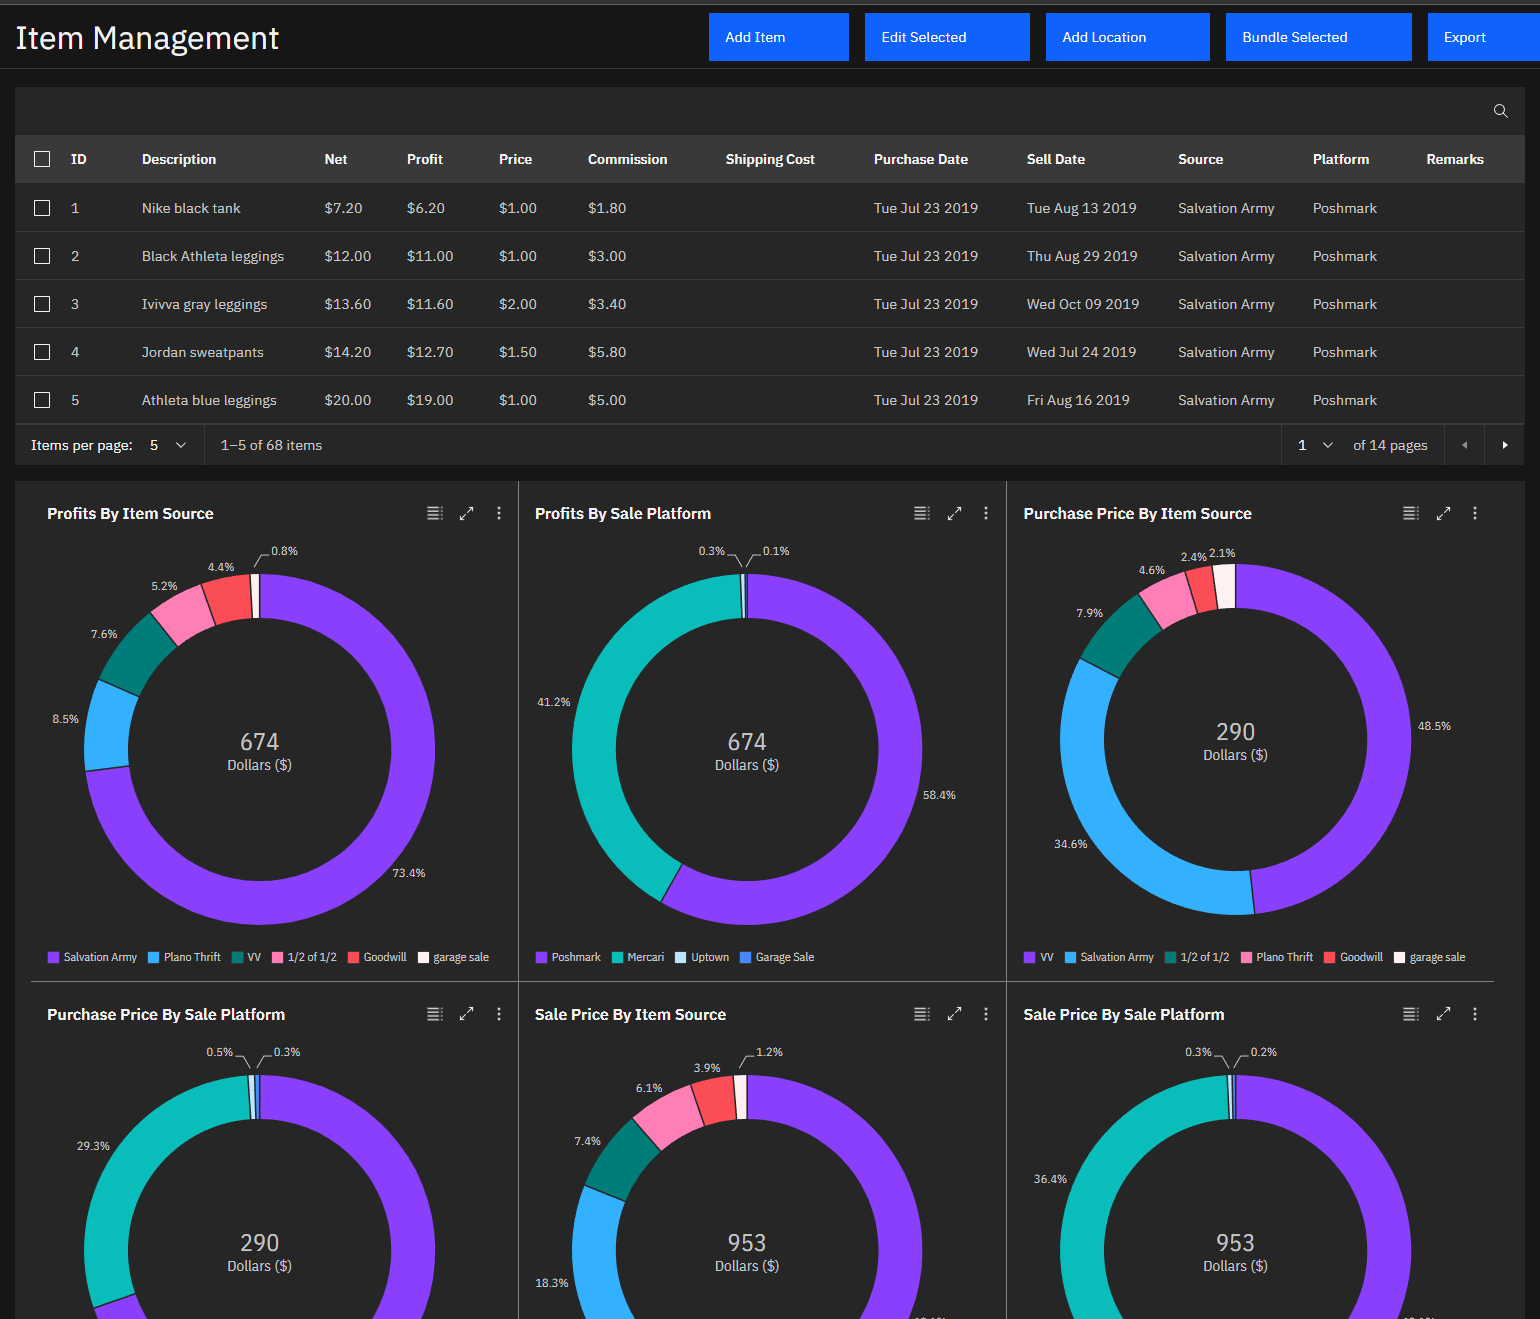 Item Management
Add Item
Edit Selected
Add Location
Bundle Selected
Export
ID Description Net Profit Price Commission Shipping Cost Purchase Date Sell Date Source Platform Remarks
1 Nike black tank $7.20 $6.20 $1.00 $1.80 Tue Jul 23 2019 Tue Aug 13 2019 Salvation Army Poshmark
2 Black Athleta leggings $12.00 $11.00 $1.00 $3.00 Tue Jul 23 2019 Thu Aug 29 2019 Salvation Army Poshmark
3 Ivivva gray leggings $13.60 $11.60 $2.00 $3.40 Tue Jul 23 2019 Wed Oct 09 2019 Salvation Army Poshmark
4 Jordan sweatpants $14.20 $12.70 $1.50 $5.80 Tue Jul 23 2019 Wed Jul 24 2019 Salvation Army Poshmark
5 Athleta blue leggings $20.00 $19.00 $1.00 $5.00 Tue Jul 23 2019 Fri Aug 16 2019 Salvation Army Poshmark
Items per page: 5 1–5 of 68 items 1 of 14 pages
Profits By Item Source
0.8%
4.4%
5.2%
7.6%
8.5%
674
Dollars ($)
73.4%
Salvation Army Plano Thrift VV 1/2 of 1/2 Goodwill garage sale
Profits By Sale Platform
0.3% 0.1%
41.2%
674
Dollars ($)
58.4%
Poshmark Mercari Uptown Garage Sale
Purchase Price By Item Source
2.4% 2.1%
4.6%
7.9%
48.5%
290
Dollars ($)
34.6%
VV Salvation Army 1/2 of 1/2 Plano Thrift Goodwill garage sale
Purchase Price By Sale Platform
0.5% 0.3%
29.3%
290
Dollars ($)
Sale Price By Item Source
1.2%
3.9%
6.1%
7.4%
953
Dollars ($)
18.3%
Sale Price By Sale Platform
0.3% 0.2%
36.4%
953
Dollars ($)